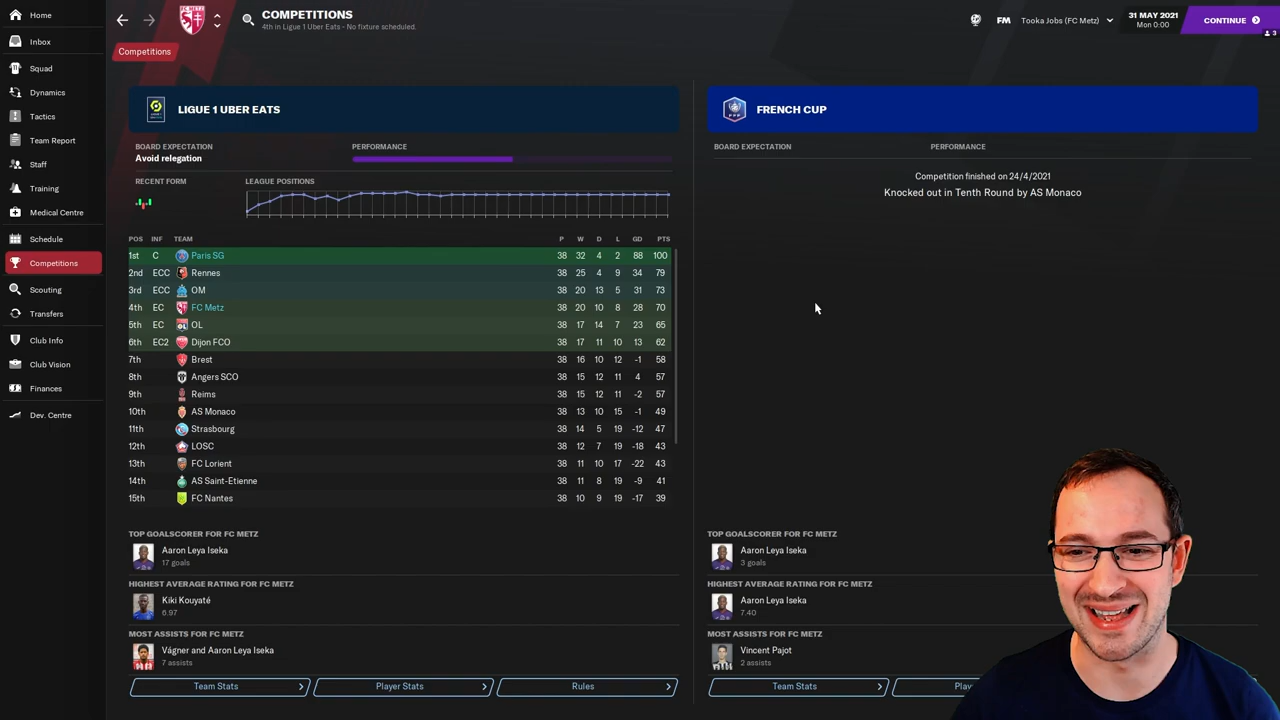 Home
Inbox
Squad
Dynamics
Tactics
Team Report
Staff
Training
Medical Centre
Schedule
Competitions
Scouting
Transfers
Club Info
Club Vision
Finances
Dev. Centre
COMPETITIONS
4th in Ligue 1 Uber Eats - No fixture scheduled.
FM Tooka Jobs (FC Metz)
31 MAY 2021
Mon 0:00
CONTINUE
3
Competitions
LIGUE 1 UBER EATS
BOARD EXPECTATION PERFORMANCE
Avoid relegation
RECENT FORM LEAGUE POSITIONS
POS INF TEAM P W D L GD PTS
1st C Paris SG 38 32 4 2 88 100
2nd ECC Rennes 38 25 4 9 34 79
3rd ECC OM 38 20 13 5 31 73
4th EC FC Metz 38 20 10 8 28 70
5th EC OL 38 17 14 7 23 65
6th EC2 Dijon FCO 38 17 11 10 13 62
7th Brest 38 16 10 12 -1 58
8th Angers SCO 38 15 12 11 4 57
9th Reims 38 15 12 11 -2 57
10th AS Monaco 38 13 10 15 -1 49
11th Strasbourg 38 14 5 19 -12 47
12th LOSC 38 12 7 19 -18 43
13th FC Lorient 38 11 10 17 -22 43
14th AS Saint-Etienne 38 11 8 19 -9 41
15th FC Nantes 38 10 9 19 -17 39
TOP GOALSCORER FOR FC METZ
Aaron Leya Iseka
17 goals
HIGHEST AVERAGE RATING FOR FC METZ
Kiki Kouyaté
6.97
MOST ASSISTS FOR FC METZ
Vágner and Aaron Leya Iseka
7 assists
Team Stats
Player Stats
Rules
FRENCH CUP
BOARD EXPECTATION PERFORMANCE
Competition finished on 24/4/2021
Knocked out in Tenth Round by AS Monaco
TOP GOALSCORER FOR FC METZ
Aaron Leya Iseka
3 goals
HIGHEST AVERAGE RATING FOR FC METZ
Aaron Leya Iseka
7.40
MOST ASSISTS FOR FC METZ
Vincent Pajot
2 assists
Team Stats